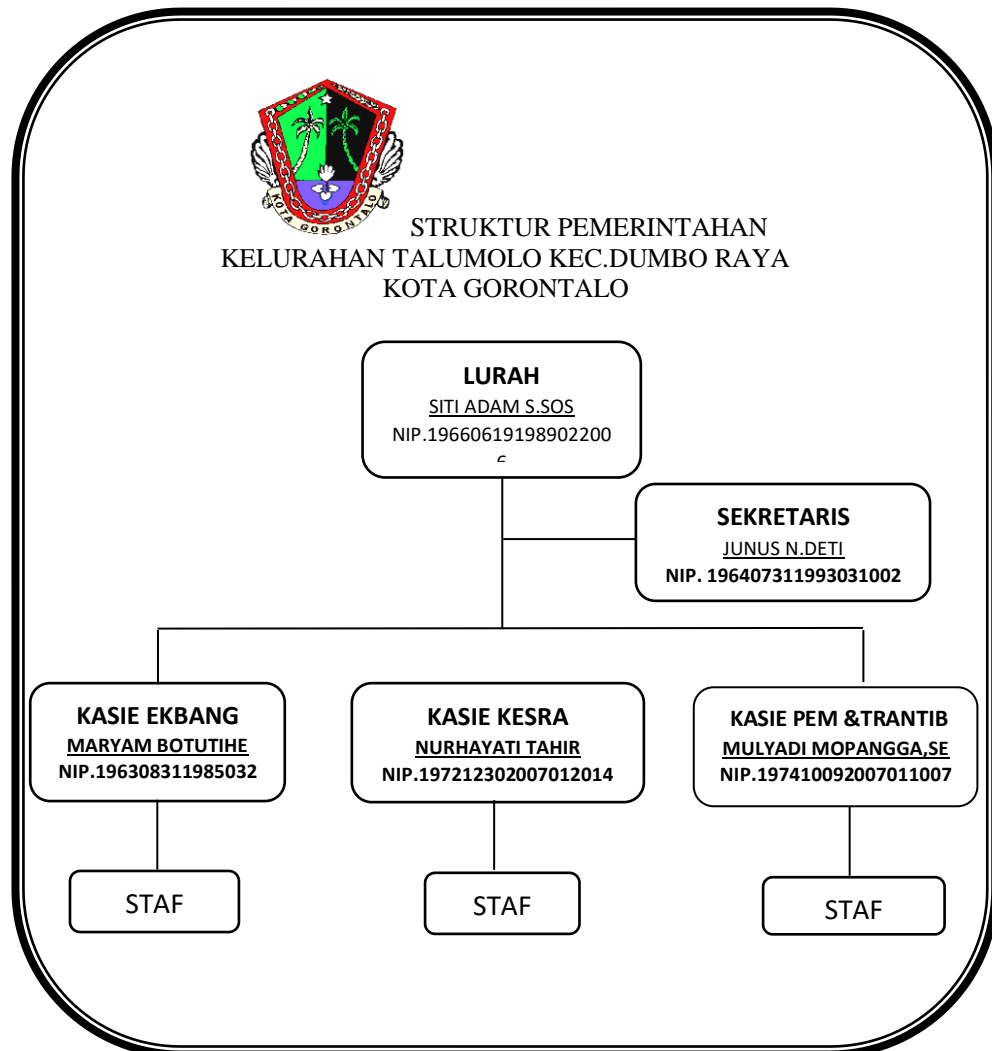 KOTA GORONTALO
STRUKTUR PEMERINTAHAN
KELURAHAN TALUMOLO KEC.DUMBO RAYA
KOTA GORONTALO
LURAH
SITI ADAM S.SOS
NIP.19660619198902200
SEKRETARIS
JUNUS N.DETI
NIP. 196407311993031002
KASIE EKBANG
MARYAM BOTUTIHE
NIP.196308311985032
KASIE KESRA
NURHAYATI TAHIR
NIP.197212302007012014
KASIE PEM &TRANTIB
MULYADI MOPANGGA,SE
NIP.197410092007011007
STAF
STAF
STAF